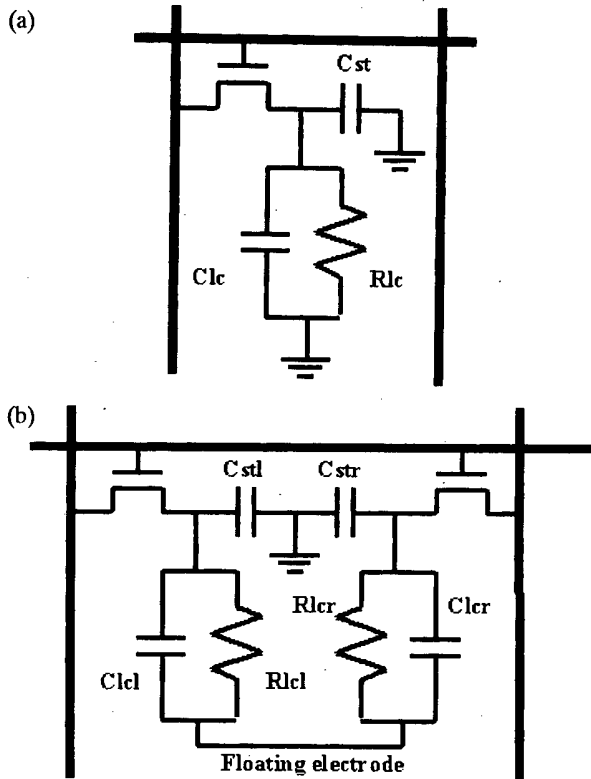 (a)
Cst
Clc
Rlc
(b)
Cstl
Cstr
Rlcr
Clcr
Clcl
Rlcl
Floating electrode